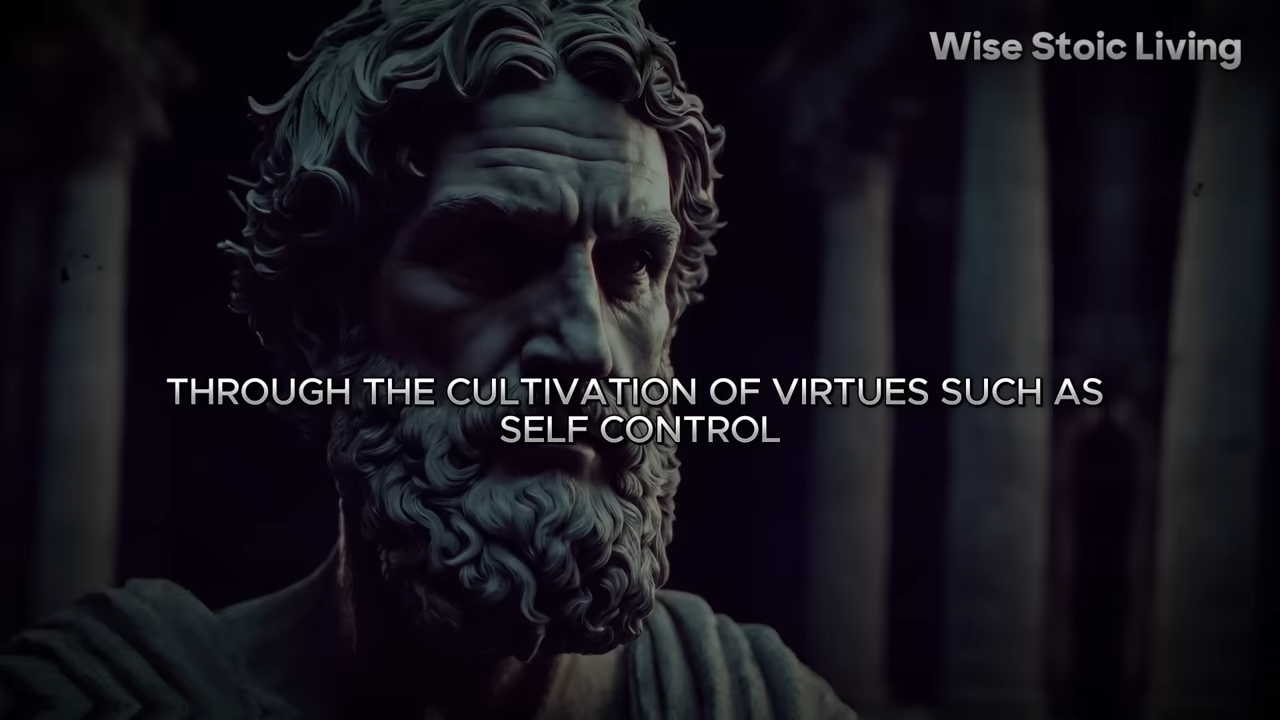 Wise Stoic Living
THROUGH THE CULTIVATION OF VIRTUES SUCH AS
SELF CONTROL